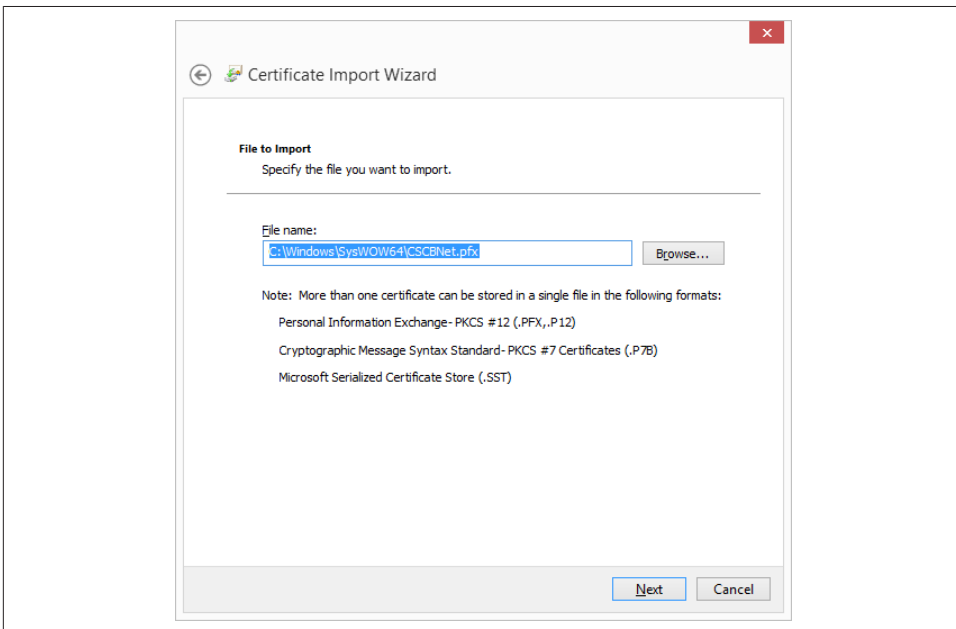 Certificate Import Wizard
File to Import
Specify the file you want to import.
File name:
C:\Windows\SysWOW64\CSCBNet.pfx
Browse...
Note: More than one certificate can be stored in a single file in the following formats:
Personal Information Exchange- PKCS #12 (.PFX,.P12)
Cryptographic Message Syntax Standard- PKCS #7 Certificates (.P7B)
Microsoft Serialized Certificate Store (.SST)
Next Cancel